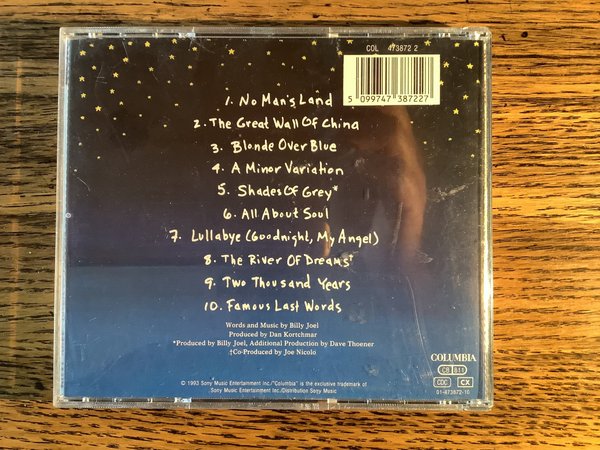 COL 473872 2
5 099747 387227
1. No Man's Land
2. The Great Wall Of China
3. Blonde Over Blue
4. A Minor Variation
5. Shades Of Grey*
6. All About Soul
7. Lullabye (Goodnight, My Angel)
8. The River Of Dreams†
9. Two Thousand Years
10. Famous Last Words
Words and Music by Billy Joel
Produced by Dan Kortchmar
*Produced by Billy Joel, Additional Production by Dave Thoener
†Co-Produced by Joe Nicolo
COLUMBIA
CB 811
CDC CX
© 1993 Sony Music Entertainment Inc./"Columbia" is the exclusive trademark of
Sony Music Entertainment Inc./Distribution Sony Music
01-473872-10